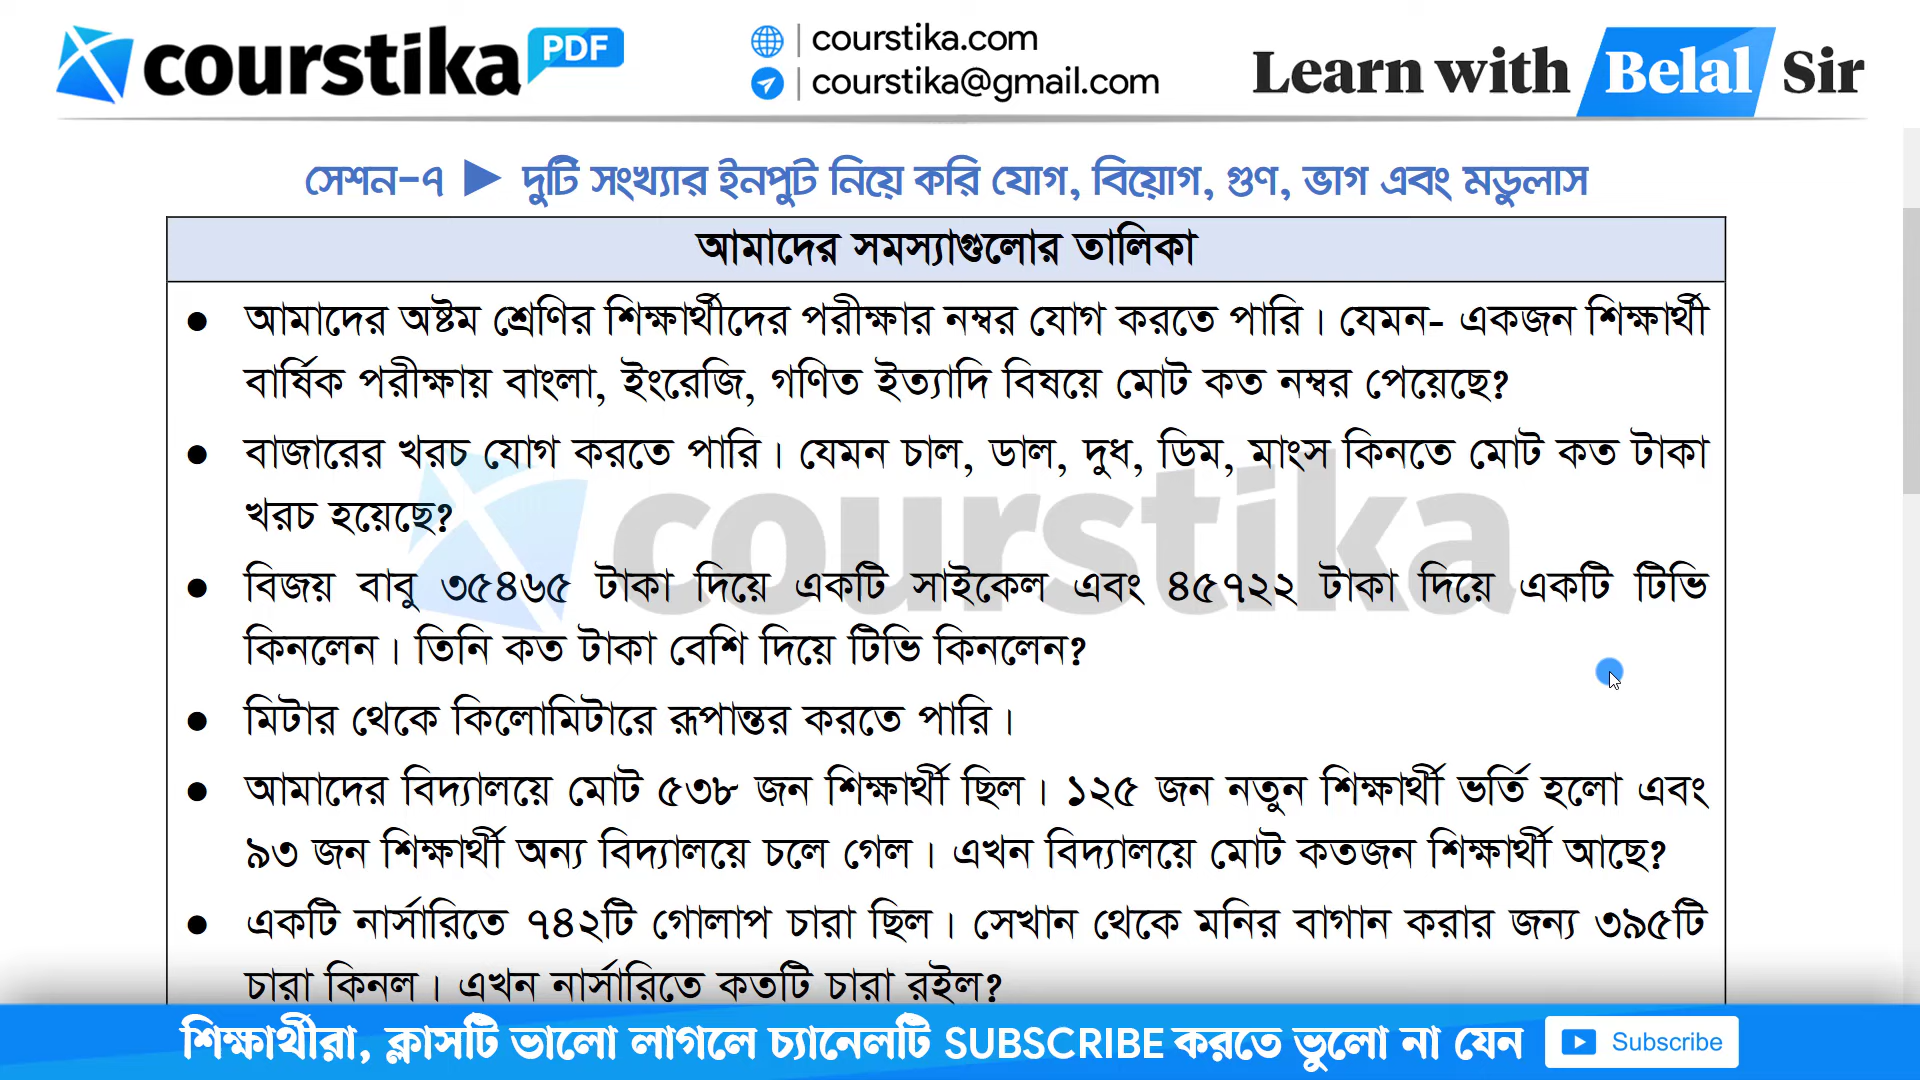 courstika PDF
courstika.com
courstika@gmail.com
Learn with Belal Sir
সেশন-৭ ► দুটি সংখ্যার ইনপুট নিয়ে করি যোগ, বিয়োগ, গুণ, ভাগ এবং মডুলাস
আমাদের সমস্যাগুলোর তালিকা
● আমাদের অষ্টম শ্রেণির শিক্ষার্থীদের পরীক্ষার নম্বর যোগ করতে পারি। যেমন- একজন শিক্ষার্থী
বার্ষিক পরীক্ষায় বাংলা, ইংরেজি, গণিত ইত্যাদি বিষয়ে মোট কত নম্বর পেয়েছে?
● বাজারের খরচ যোগ করতে পারি। যেমন চাল, ডাল, দুধ, ডিম, মাংস কিনতে মোট কত টাকা
খরচ হয়েছে?
● বিজয় বাবু ৩৫৪৬৫ টাকা দিয়ে একটি সাইকেল এবং ৪৫৭২২ টাকা দিয়ে একটি টিভি
কিনলেন। তিনি কত টাকা বেশি দিয়ে টিভি কিনলেন?
● মিটার থেকে কিলোমিটারে রূপান্তর করতে পারি।
● আমাদের বিদ্যালয়ে মোট ৫৩৮ জন শিক্ষার্থী ছিল। ১২৫ জন নতুন শিক্ষার্থী ভর্তি হলো এবং
৯৩ জন শিক্ষার্থী অন্য বিদ্যালয়ে চলে গেল। এখন বিদ্যালয়ে মোট কতজন শিক্ষার্থী আছে?
● একটি নার্সারিতে ৭৪২টি গোলাপ চারা ছিল। সেখান থেকে মনির বাগান করার জন্য ৩৯৫টি
চারা কিনল। এখন নার্সারিতে কতটি চারা রইল?
courstika
শিক্ষার্থীরা, ক্লাসটি ভালো লাগলে চ্যানেলটি SUBSCRIBE করতে ভুলো না যেন
Subscribe